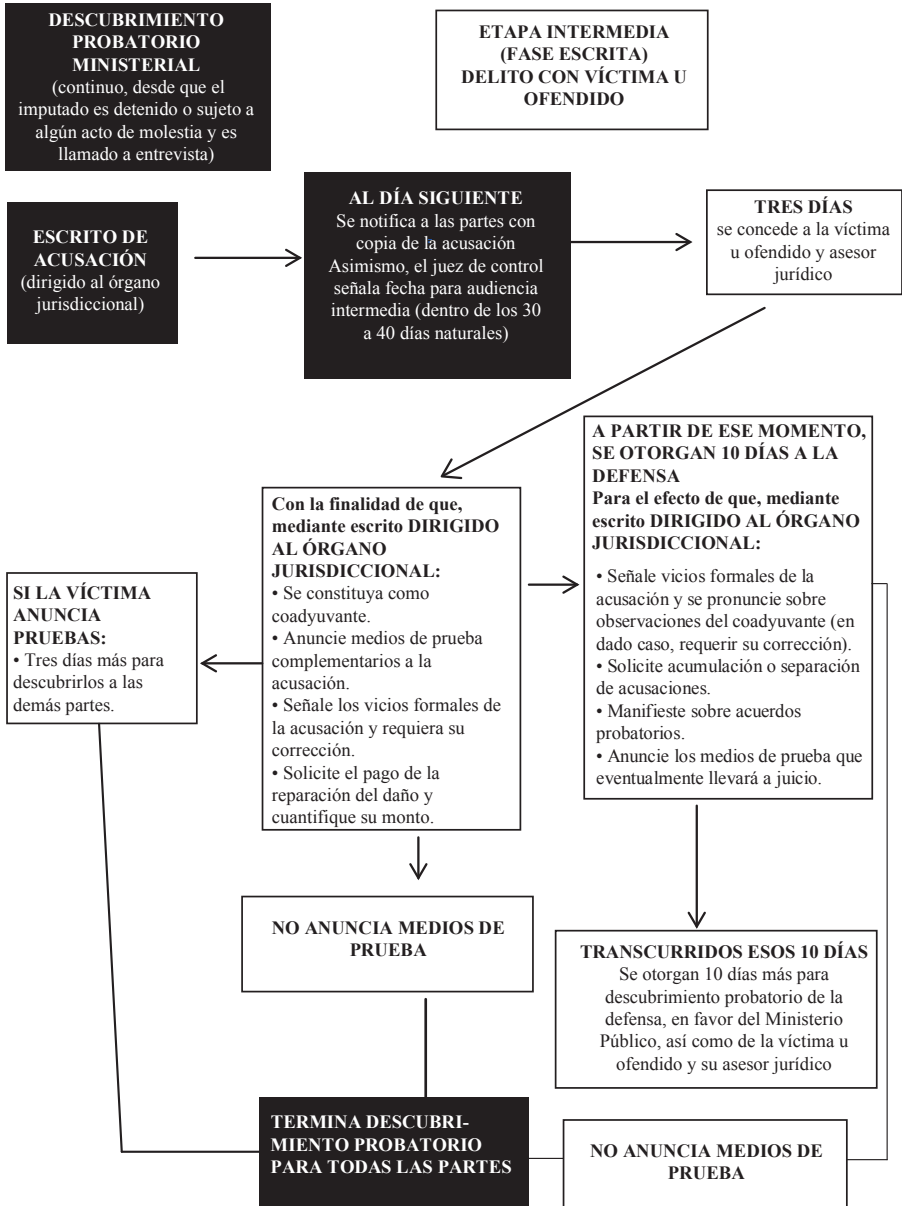 DESCUBRIMIENTO
PROBATORIO
MINISTERIAL
(continuo, desde que el
imputado es detenido o sujeto a
algún acto de molestia y es
llamado a entrevista)
ETAPA INTERMEDIA
(FASE ESCRITA)
DELITO CON VÍCTIMA U
OFENDIDO
ESCRITO DE
ACUSACIÓN
(dirigido al órgano
jurisdiccional)
AL DÍA SIGUIENTE
Se notifica a las partes con
copia de la acusación
Asimismo, el juez de control
señala fecha para audiencia
intermedia (dentro de los 30
a 40 días naturales)
TRES DÍAS
se concede a la víctima
u ofendido y asesor
jurídico
SI LA VÍCTIMA
ANUNCIA
PRUEBAS:
• Tres días más para
descubrirlos a las
demás partes.
Con la finalidad de que,
mediante escrito DIRIGIDO
AL ÓRGANO
JURISDICCIONAL:
• Se constituya como
coadyuvante.
• Anuncie medios de prueba
complementarios a la
acusación.
• Señale los vicios formales de
la acusación y requiera su
corrección.
• Solicite el pago de la
reparación del daño y
cuantifique su monto.
A PARTIR DE ESE MOMENTO,
SE OTORGAN 10 DÍAS A LA
DEFENSA
Para el efecto de que, mediante
escrito DIRIGIDO AL ÓRGANO
JURISDICCIONAL:
• Señale vicios formales de la
acusación y se pronuncie sobre
observaciones del coadyuvante (en
dado caso, requerir su corrección).
• Solicite acumulación o separación
de acusaciones.
• Manifieste sobre acuerdos
probatorios.
• Anuncie los medios de prueba que
eventualmente llevará a juicio.
NO ANUNCIA MEDIOS DE
PRUEBA
TRANSCURRIDOS ESOS 10 DÍAS
Se otorgan 10 días más para
descubrimiento probatorio de la
defensa, en favor del Ministerio
Público, así como de la víctima u
ofendido y su asesor jurídico
TERMINA DESCUBRI-
MIENTO PROBATORIO
PARA TODAS LAS PARTES
NO ANUNCIA MEDIOS DE
PRUEBA